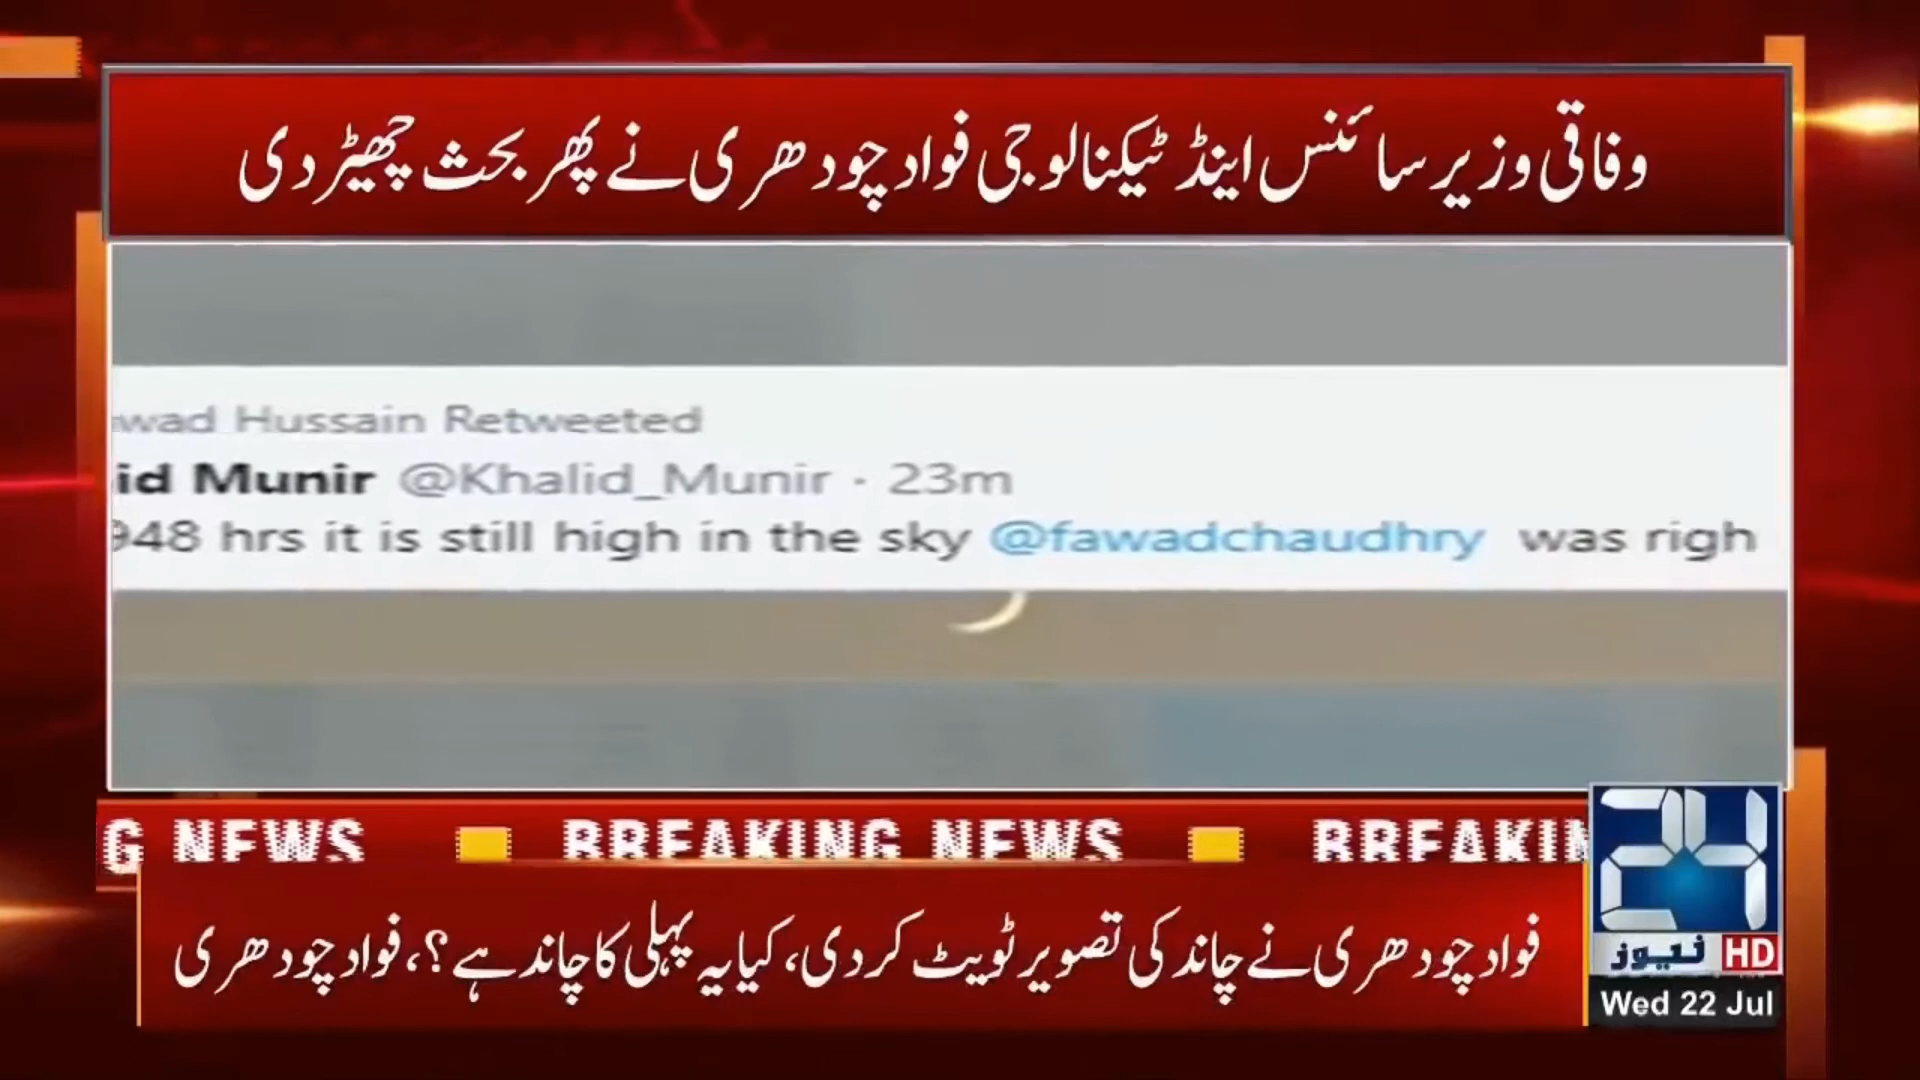 وفاقی وزیر سائنس اینڈ ٹیکنالوجی فواد چودھری نے پھر بحث چھیڑ دی
wad Hussain Retweeted
id Munir @Khalid_Munir · 23m
948 hrs it is still high in the sky @fawadchaudhry was righ
G NEWS BREAKING NEWS BREAKIN
فواد چودھری نے چاند کی تصویر ٹویٹ کر دی، کیا یہ پہلی کا چاند ہے؟، فواد چودھری
24
نیوز HD
Wed 22 Jul